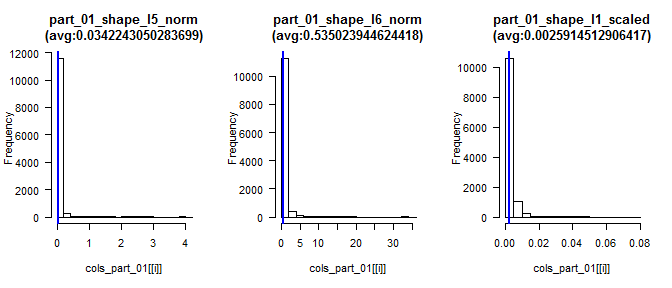 part_01_shape_I5_norm
(avg:0.0342243050283699)
Frequency
12000
10000
8000
6000
4000
2000
0
0 1 2 3 4
cols_part_01[[i]]
part_01_shape_I6_norm
(avg:0.535023944624418)
Frequency
10000
8000
6000
4000
2000
0
0 5 10 20 30
cols_part_01[[i]]
part_01_shape_I1_scaled
(avg:0.0025914512906417)
Frequency
10000
8000
6000
4000
2000
0
0.00 0.02 0.04 0.06 0.08
cols_part_01[[i]]